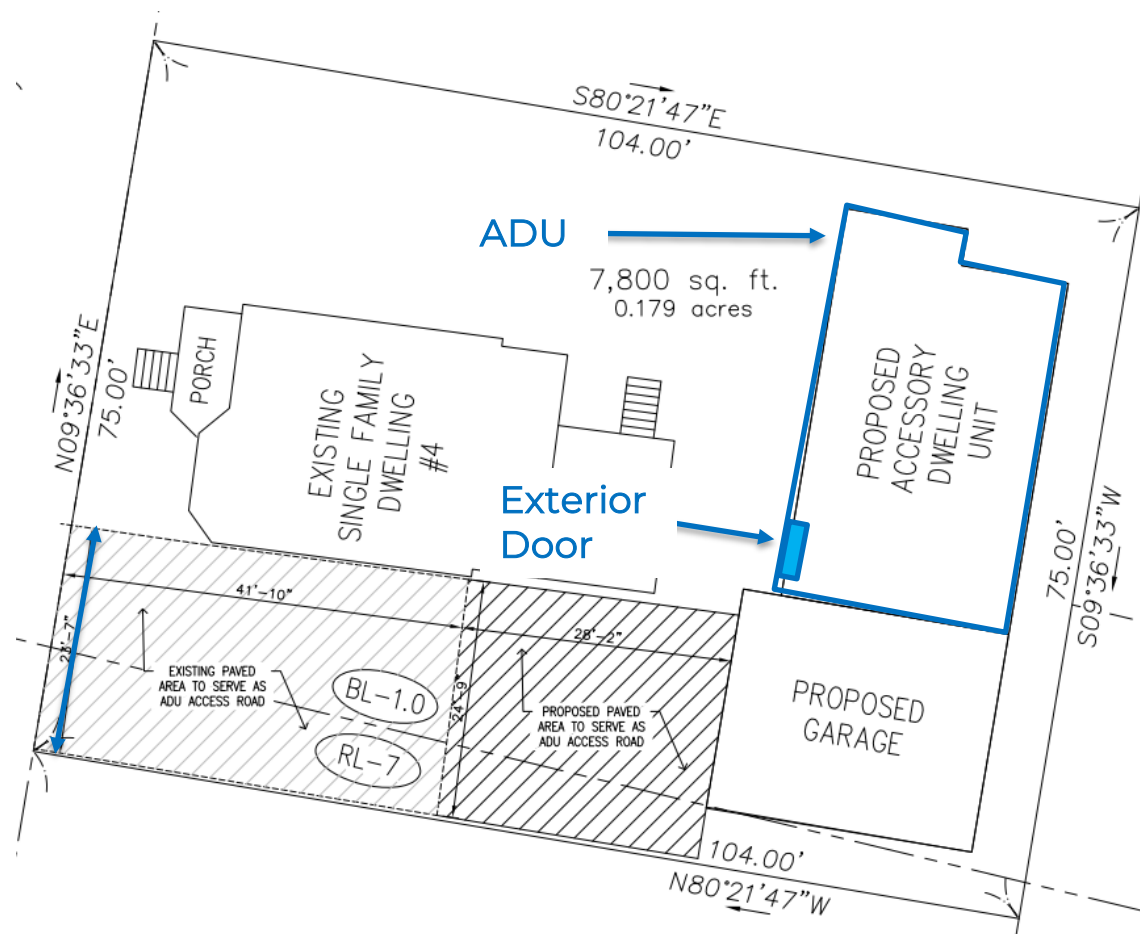 S80°21'47"E
104.00'
ADU
7,800 sq. ft.
0.179 acres
N09°36'33"E
75.00'
PORCH
EXISTING
SINGLE FAMILY
DWELLING
#4
PROPOSED
ACCESSORY
DWELLING
UNIT
Exterior
Door
75.00'
S09°36'33"W
41'-10"
23'-7"
28'-2"
24'-9"
EXISTING PAVED
AREA TO SERVE AS
ADU ACCESS ROAD
BL-1.0
RL-7
PROPOSED PAVED
AREA TO SERVE AS
ADU ACCESS ROAD
PROPOSED
GARAGE
104.00'
N80°21'47"W